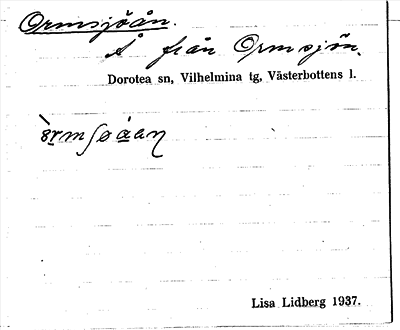 Ormsjöån.
Å från Ormsjön.
Dorotea sn, Vilhelmina tg, Västerbottens l.
Lisa Lidberg 1937.